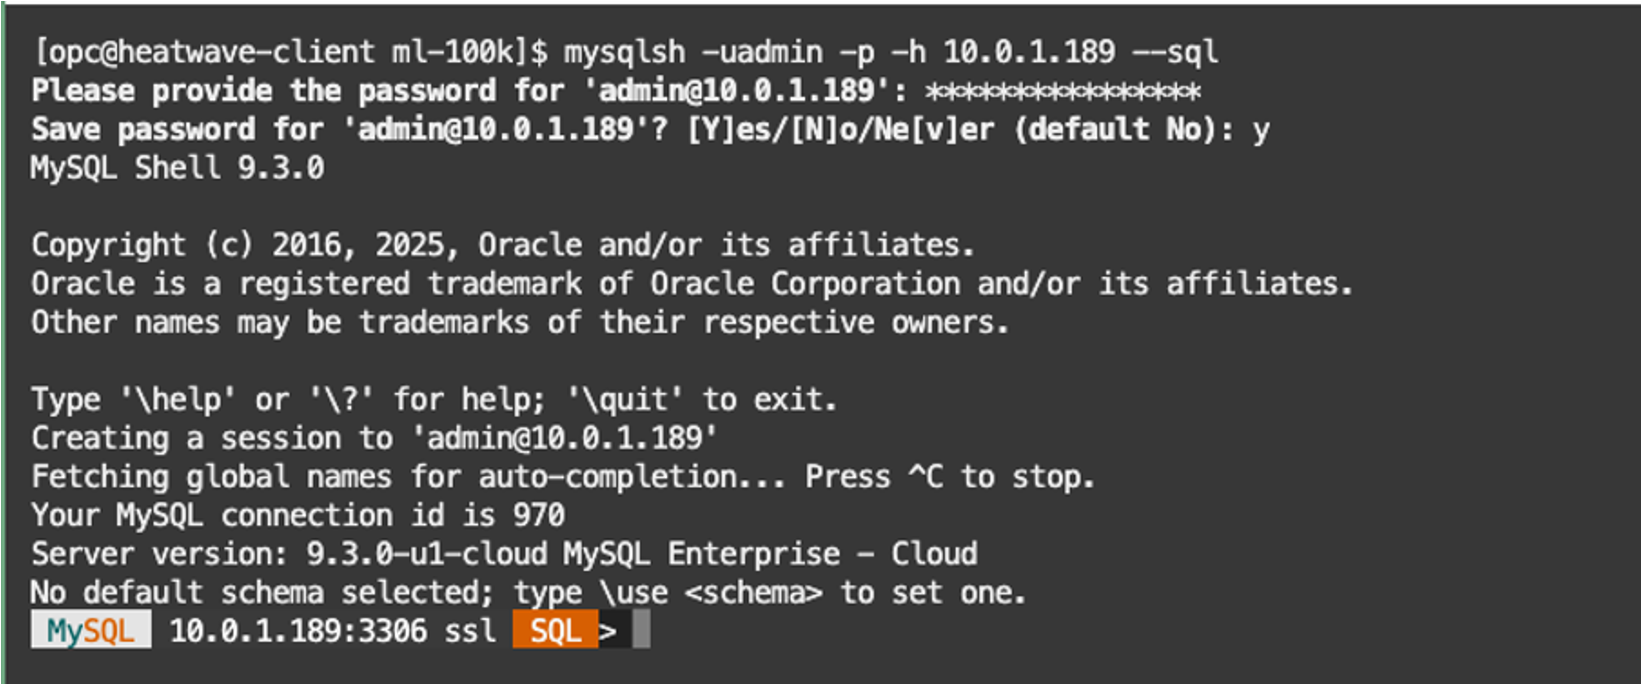 [opc@heatwave-client ml-100k]$ mysqlsh -uadmin -p -h 10.0.1.189 --sql
Please provide the password for 'admin@10.0.1.189': ****************
Save password for 'admin@10.0.1.189'? [Y]es/[N]o/Ne[v]er (default No): y
MySQL Shell 9.3.0
Copyright (c) 2016, 2025, Oracle and/or its affiliates.
Oracle is a registered trademark of Oracle Corporation and/or its affiliates.
Other names may be trademarks of their respective owners.
Type '\help' or '\?' for help; '\quit' to exit.
Creating a session to 'admin@10.0.1.189'
Fetching global names for auto-completion... Press ^C to stop.
Your MySQL connection id is 970
Server version: 9.3.0-u1-cloud MySQL Enterprise - Cloud
No default schema selected; type \use <schema> to set one.
MySQL 10.0.1.189:3306 ssl SQL >